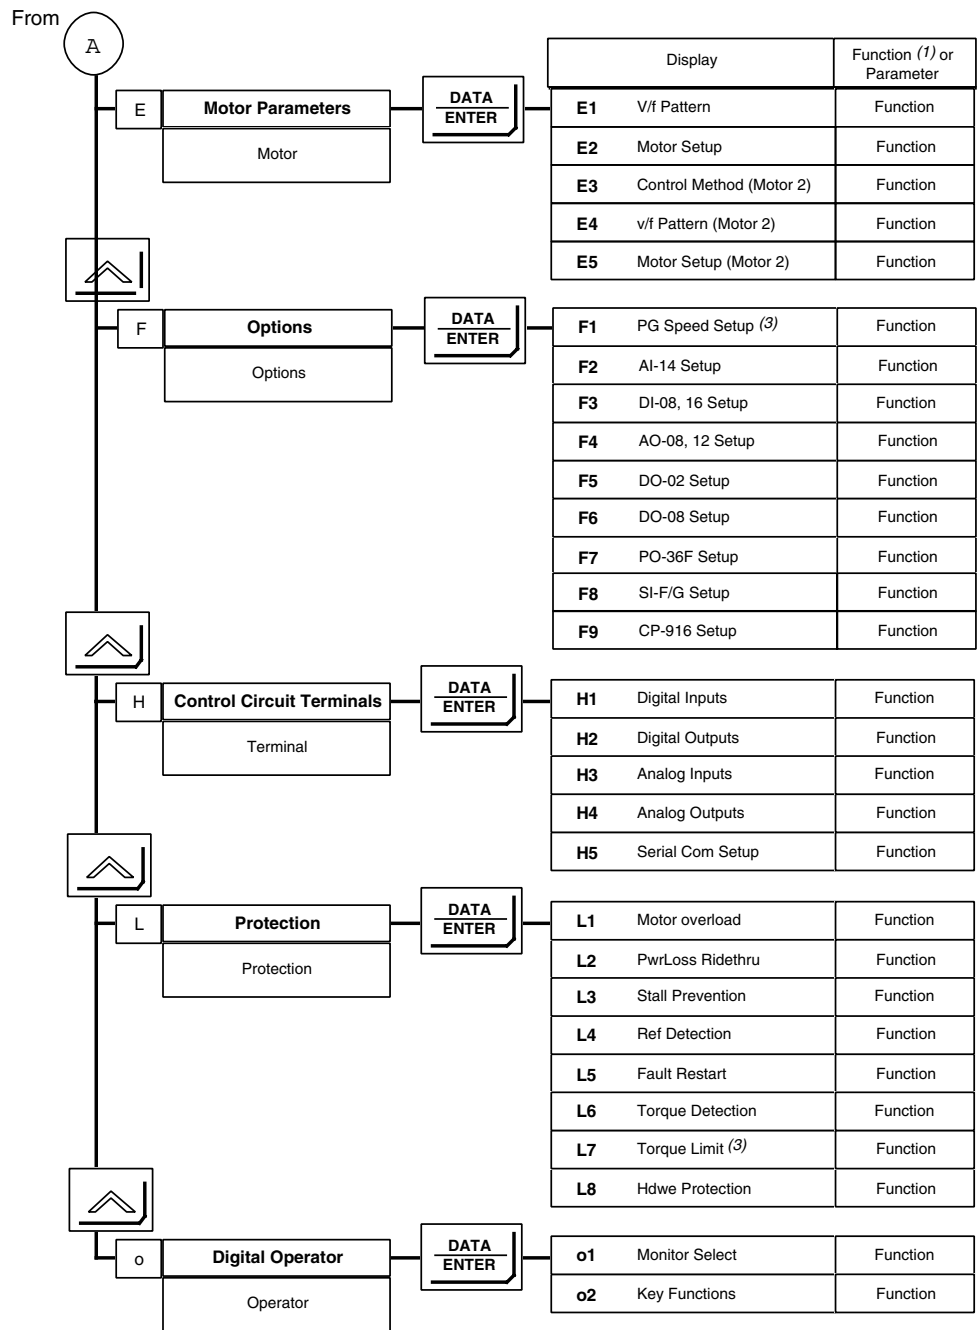 From
A
Display
Function (1) or
Parameter
E
Motor Parameters
Motor
DATA
ENTER
E1 V/f Pattern Function
E2 Motor Setup Function
E3 Control Method (Motor 2) Function
E4 v/f Pattern (Motor 2) Function
E5 Motor Setup (Motor 2) Function
F
Options
Options
DATA
ENTER
F1 PG Speed Setup (3) Function
F2 AI-14 Setup Function
F3 DI-08, 16 Setup Function
F4 AO-08, 12 Setup Function
F5 DO-02 Setup Function
F6 DO-08 Setup Function
F7 PO-36F Setup Function
F8 SI-F/G Setup Function
F9 CP-916 Setup Function
H
Control Circuit Terminals
Terminal
DATA
ENTER
H1 Digital Inputs Function
H2 Digital Outputs Function
H3 Analog Inputs Function
H4 Analog Outputs Function
H5 Serial Com Setup Function
L
Protection
Protection
DATA
ENTER
L1 Motor overload Function
L2 PwrLoss Ridethru Function
L3 Stall Prevention Function
L4 Ref Detection Function
L5 Fault Restart Function
L6 Torque Detection Function
L7 Torque Limit (3) Function
L8 Hdwe Protection Function
o
Digital Operator
Operator
DATA
ENTER
o1 Monitor Select Function
o2 Key Functions Function